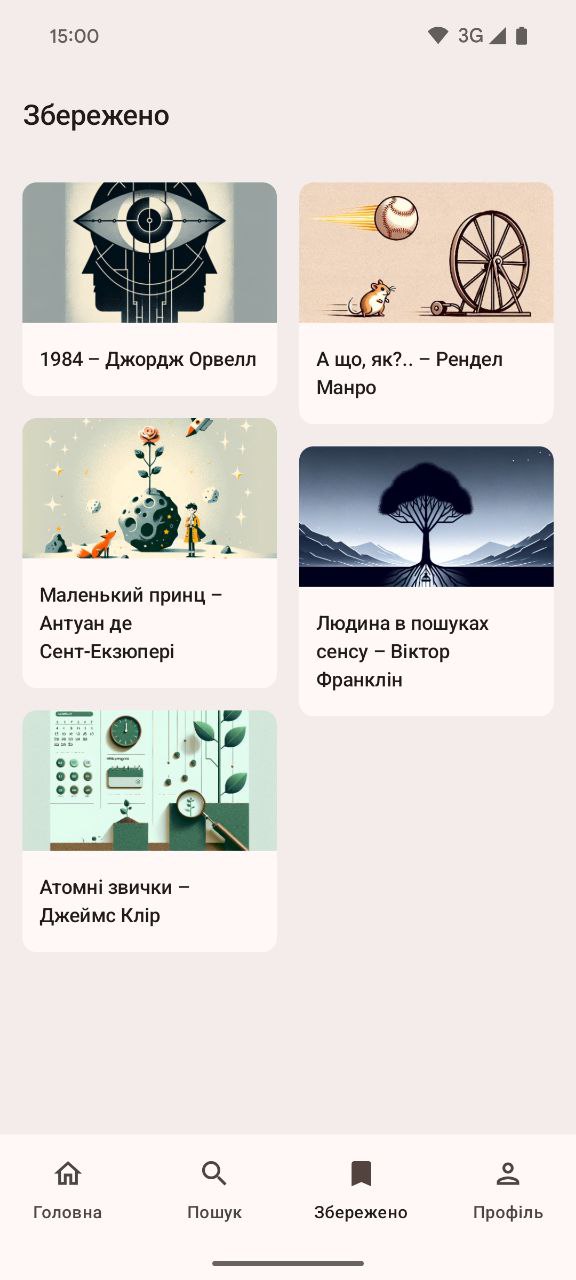 15:00
3G
Збережено
1984 – Джордж Орвелл
А що, як?.. – Рендел
Манро
Маленький принц –
Антуан де
Сент-Екзюпері
Людина в пошуках
сенсу – Віктор
Франклін
Атомні звички –
Джеймс Клір
Головна
Пошук
Збережено
Профіль